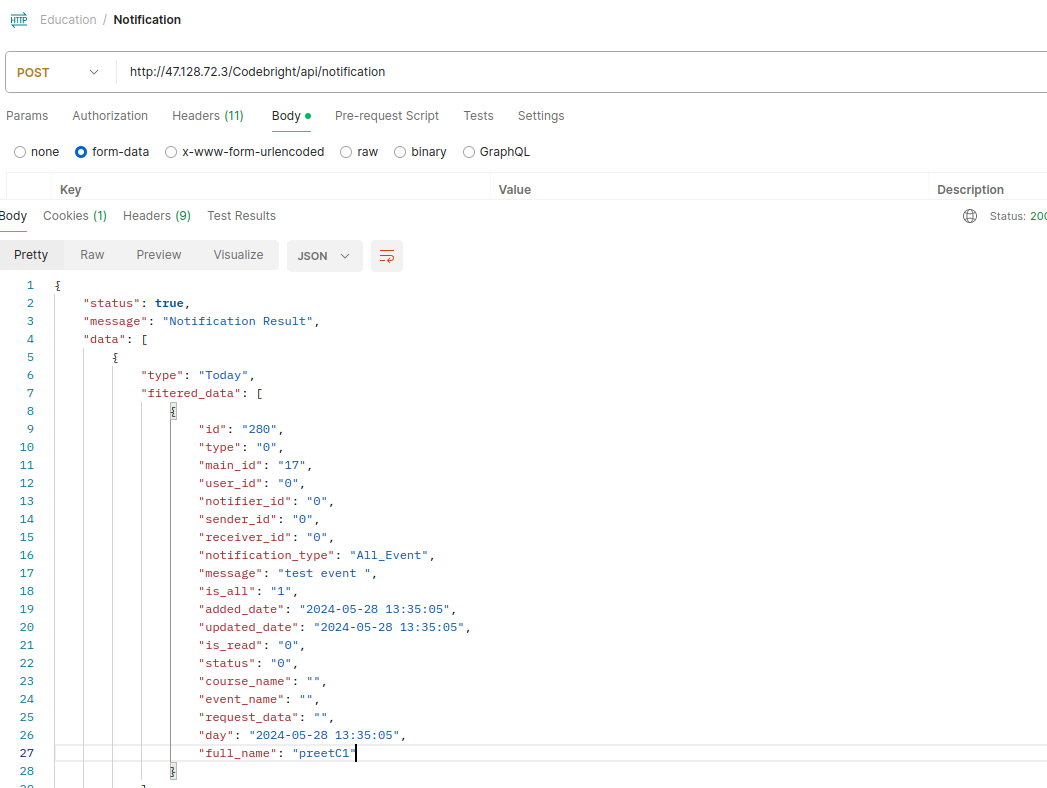 HTTP Education / Notification
POST http://47.128.72.3/Codebright/api/notification
Params Authorization Headers (11) Body Pre-request Script Tests Settings
none form-data x-www-form-urlencoded raw binary GraphQL
Key Value Description
Body Cookies (1) Headers (9) Test Results Status: 200
Pretty Raw Preview Visualize JSON
1 {
2 "status": true,
3 "message": "Notification Result",
4 "data": [
5 {
6 "type": "Today",
7 "fitered_data": [
8 {
9 "id": "280",
10 "type": "0",
11 "main_id": "17",
12 "user_id": "0",
13 "notifier_id": "0",
14 "sender_id": "0",
15 "receiver_id": "0",
16 "notification_type": "All_Event",
17 "message": "test event ",
18 "is_all": "1",
19 "added_date": "2024-05-28 13:35:05",
20 "updated_date": "2024-05-28 13:35:05",
21 "is_read": "0",
22 "status": "0",
23 "course_name": "",
24 "event_name": "",
25 "request_data": "",
26 "day": "2024-05-28 13:35:05",
27 "full_name": "preetC1"
28 }